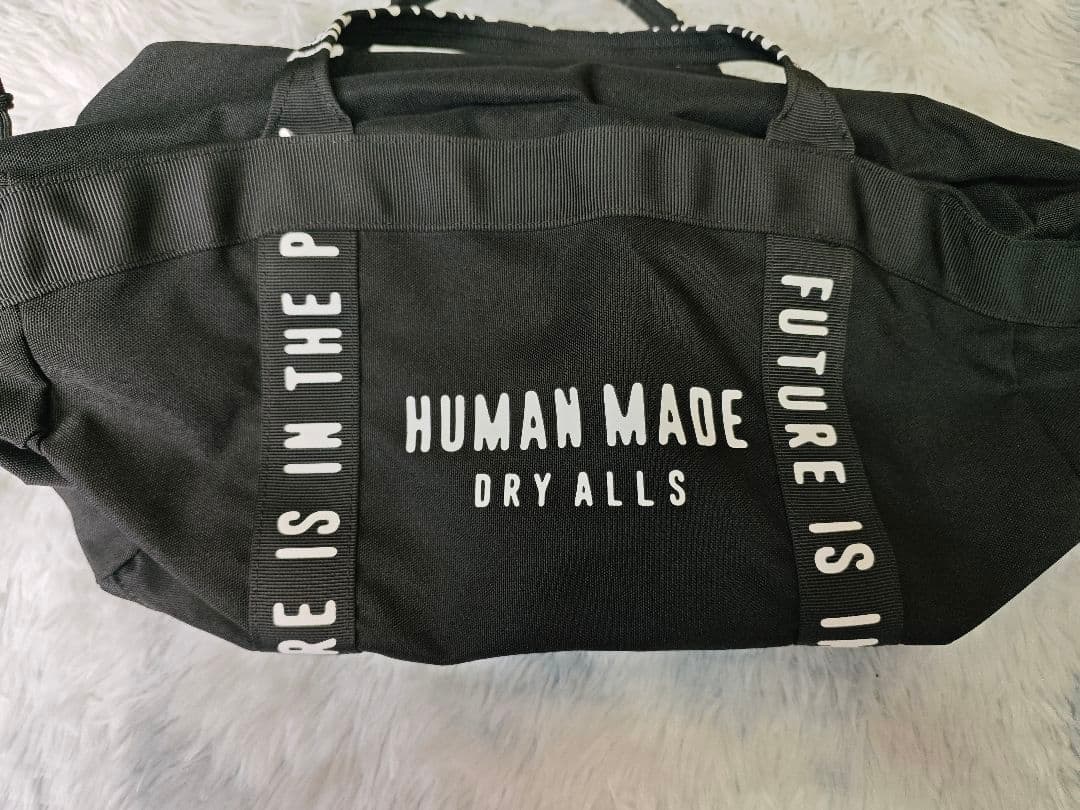 RE IS IN THE P
HUMAN MADE
DRY ALLS
FUTURE IS I